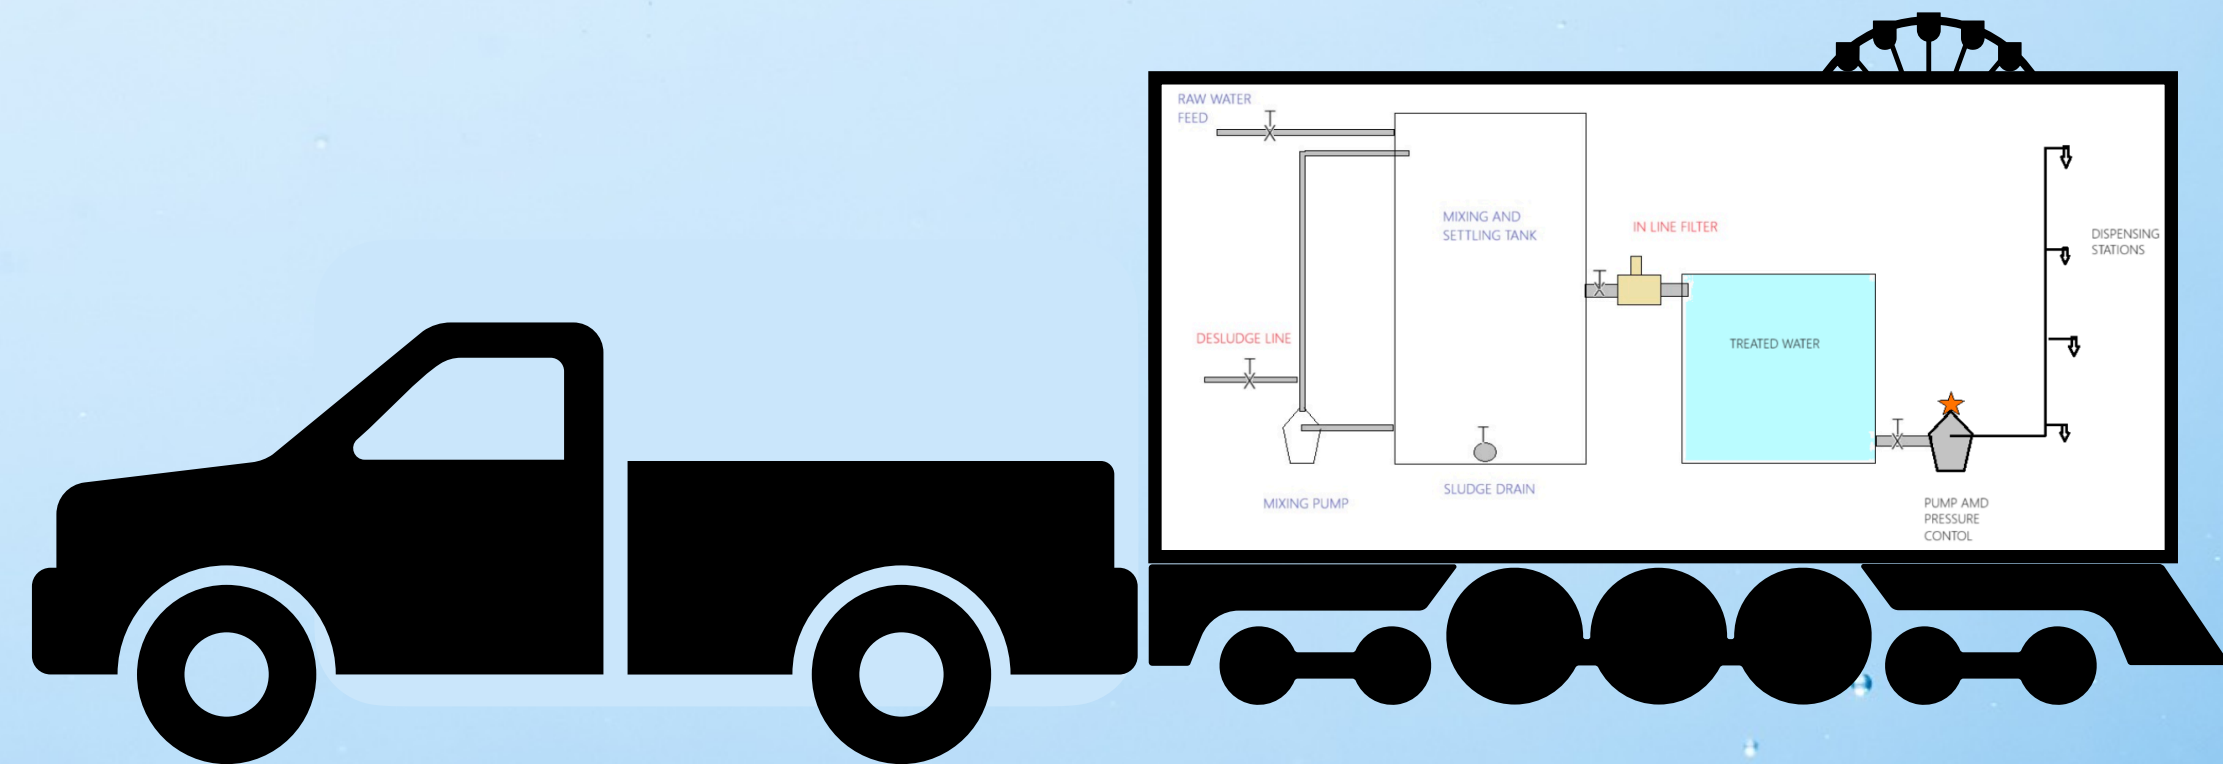 RAW WATER
FEED
MIXING AND
SETTLING TANK
IN LINE FILTER
DISPENSING
STATIONS
DESLUDGE LINE
TREATED WATER
SLUDGE DRAIN
MIXING PUMP
PUMP AMD
PRESSURE
CONTOL